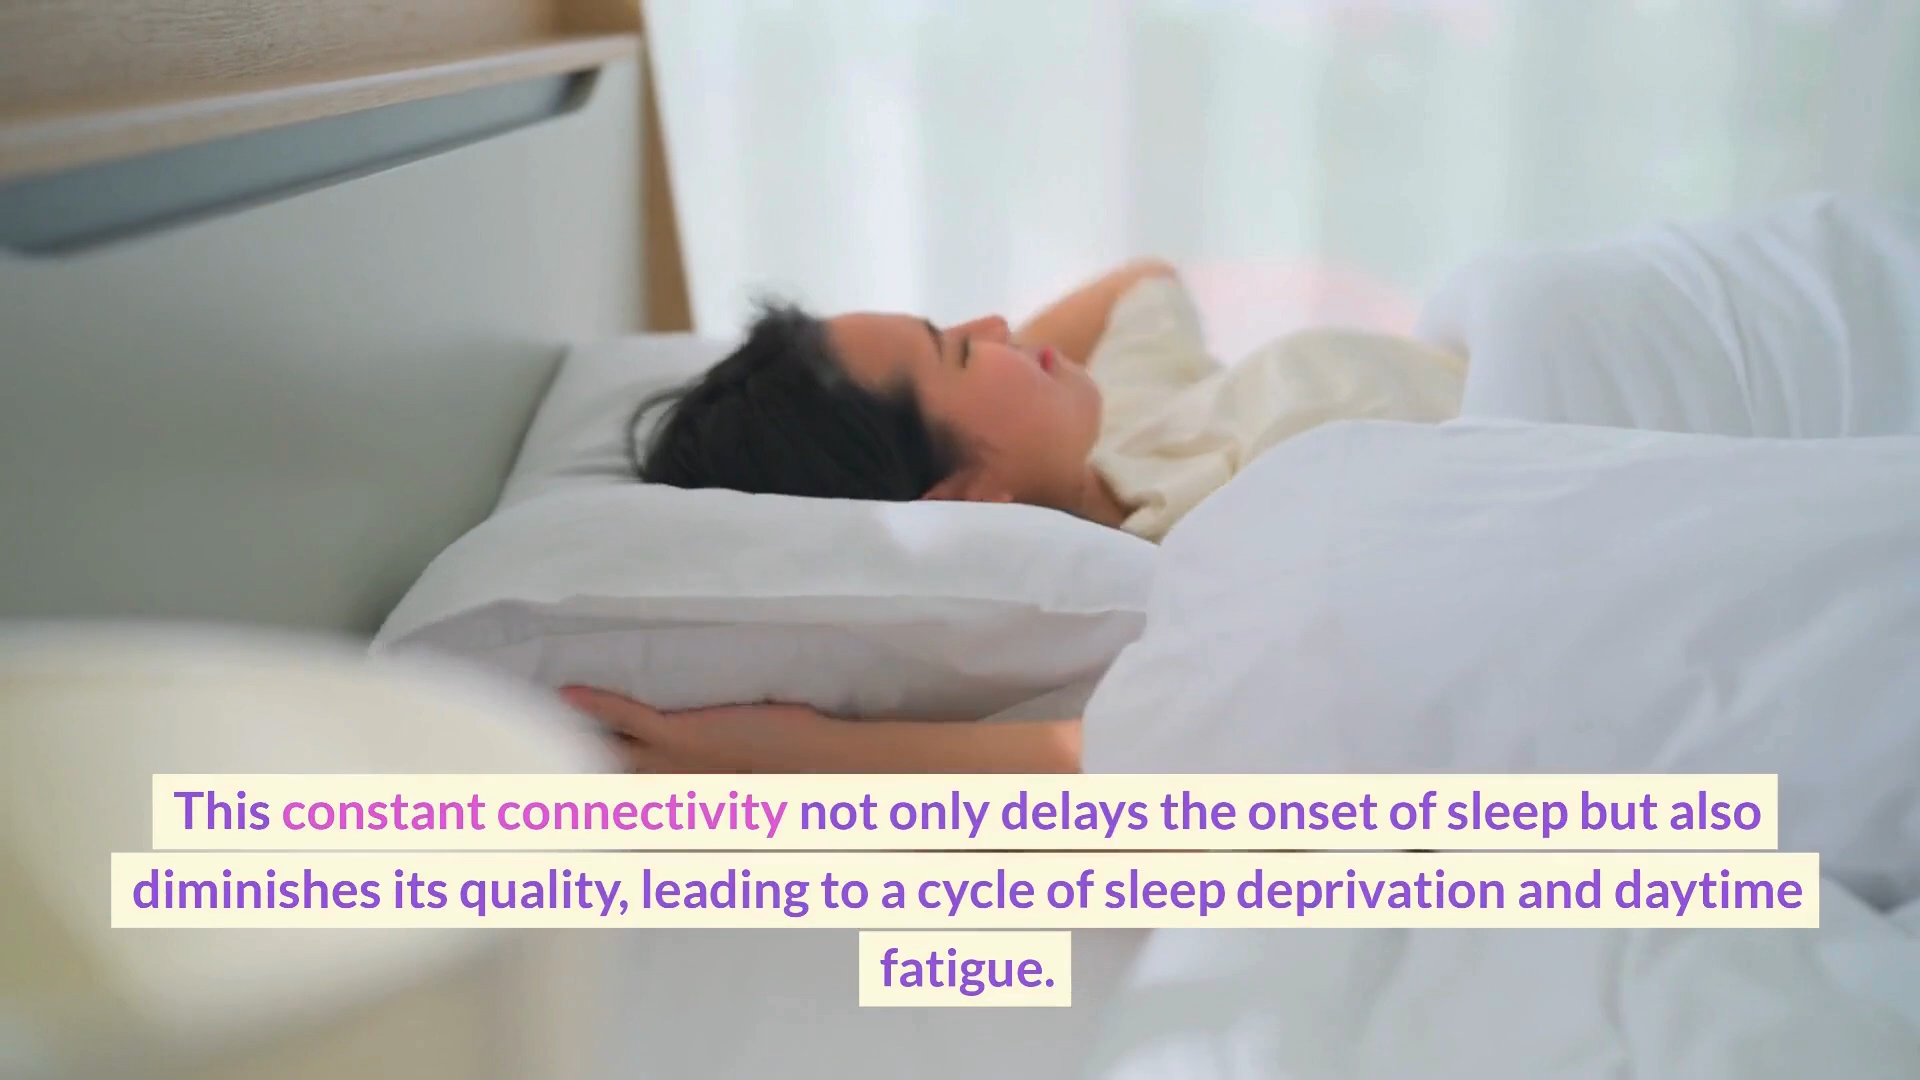 This constant connectivity not only delays the onset of sleep but also
diminishes its quality, leading to a cycle of sleep deprivation and daytime
fatigue.